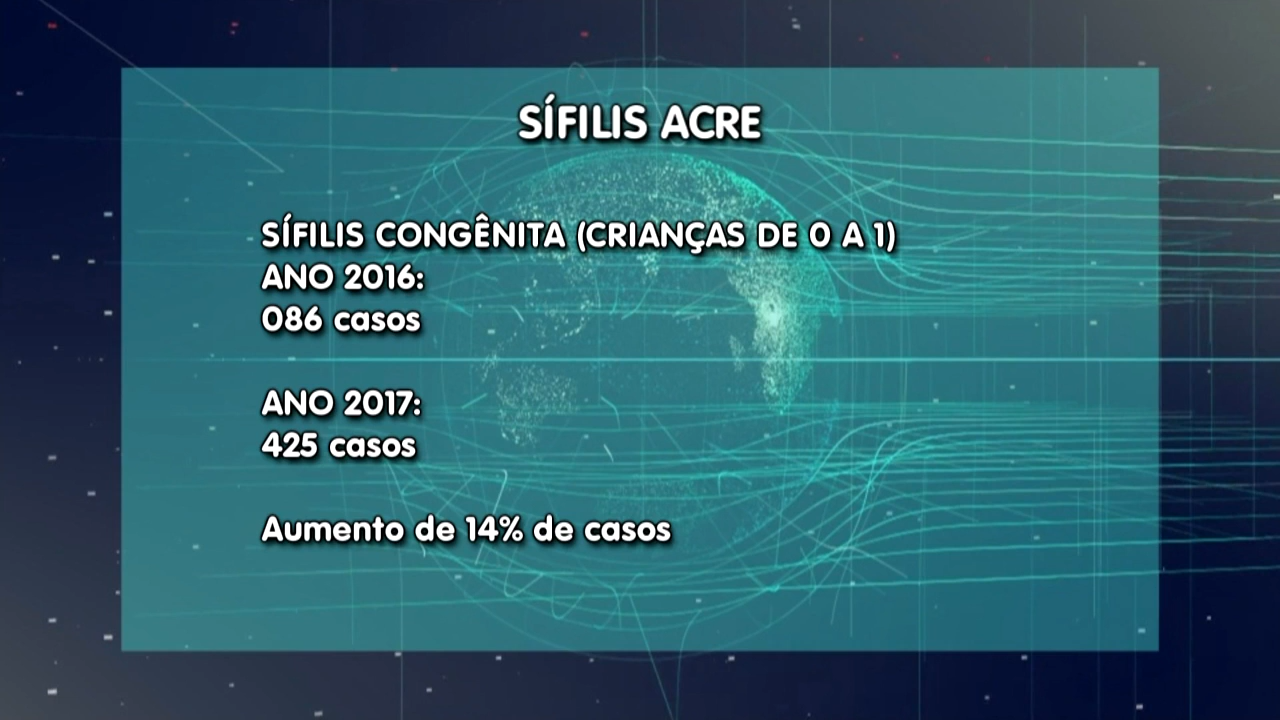 SÍFILIS ACRE
SÍFILIS CONGÊNITA (CRIANÇAS DE 0 A 1)
ANO 2016:
086 casos
ANO 2017:
425 casos
Aumento de 14% de casos